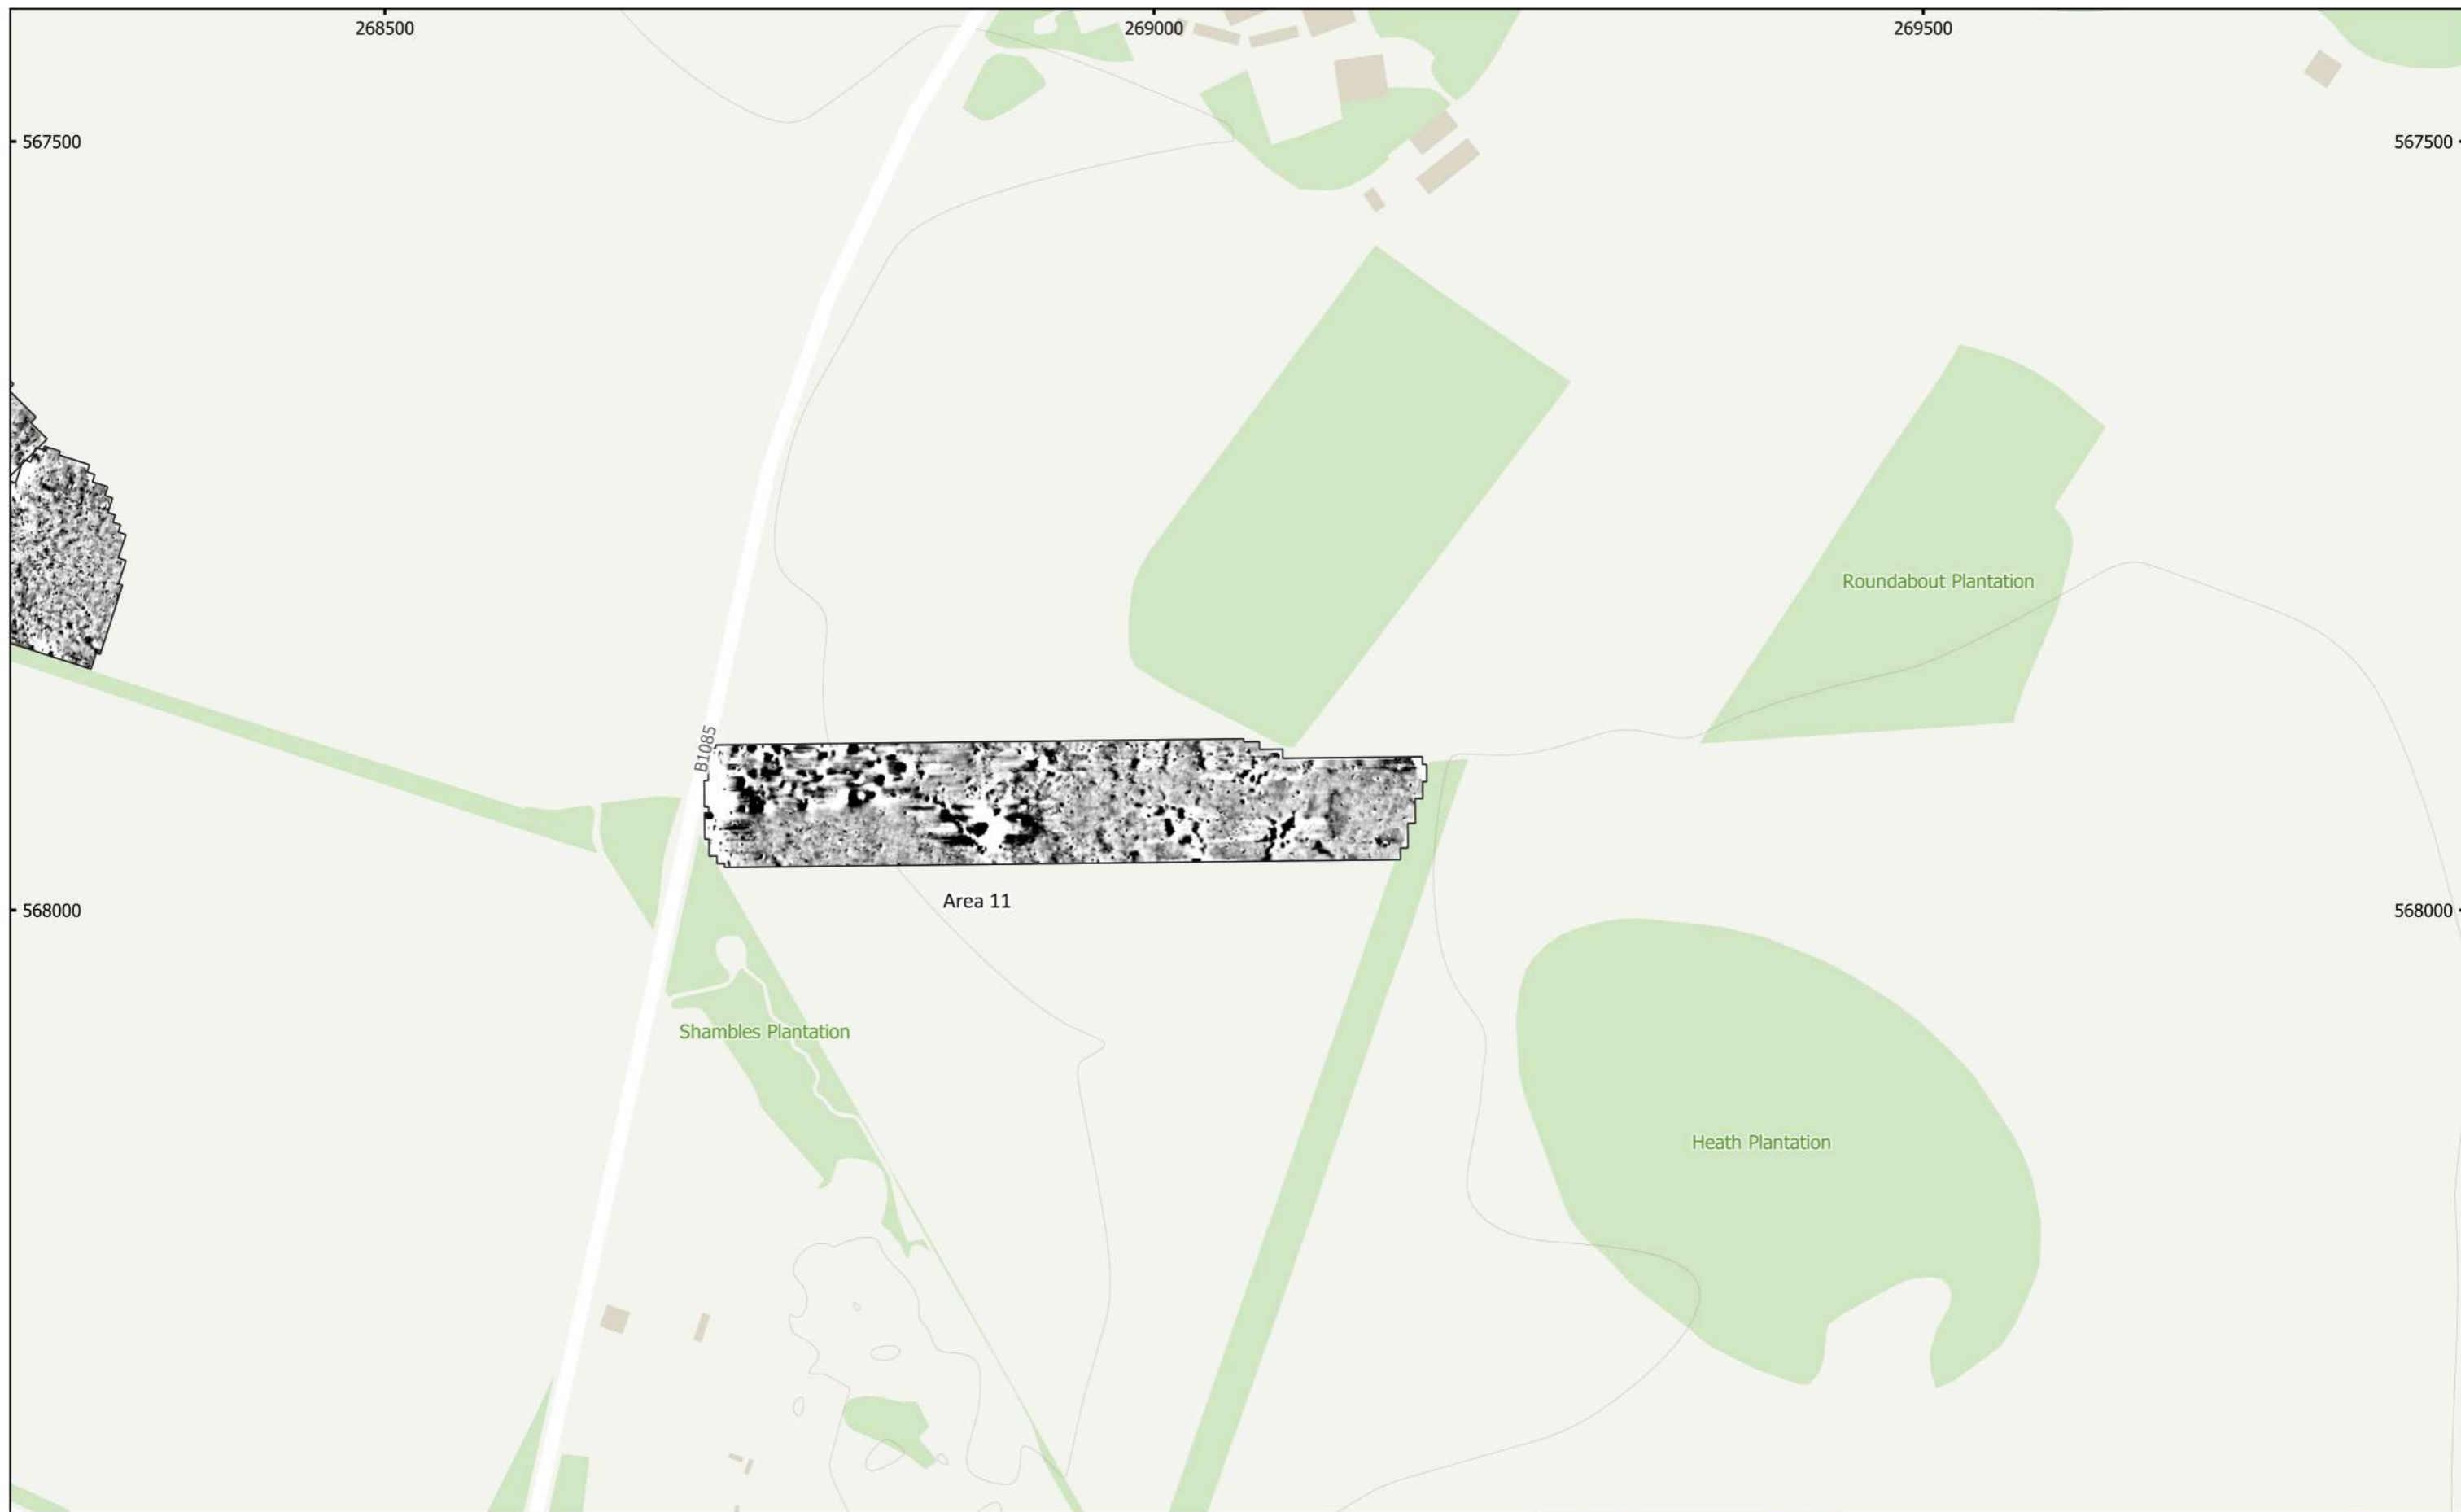 268500
269000
269500
567500
567500
Roundabout Plantation
B1085
Area 11
568000
568000
Shambles Plantation
Heath Plantation